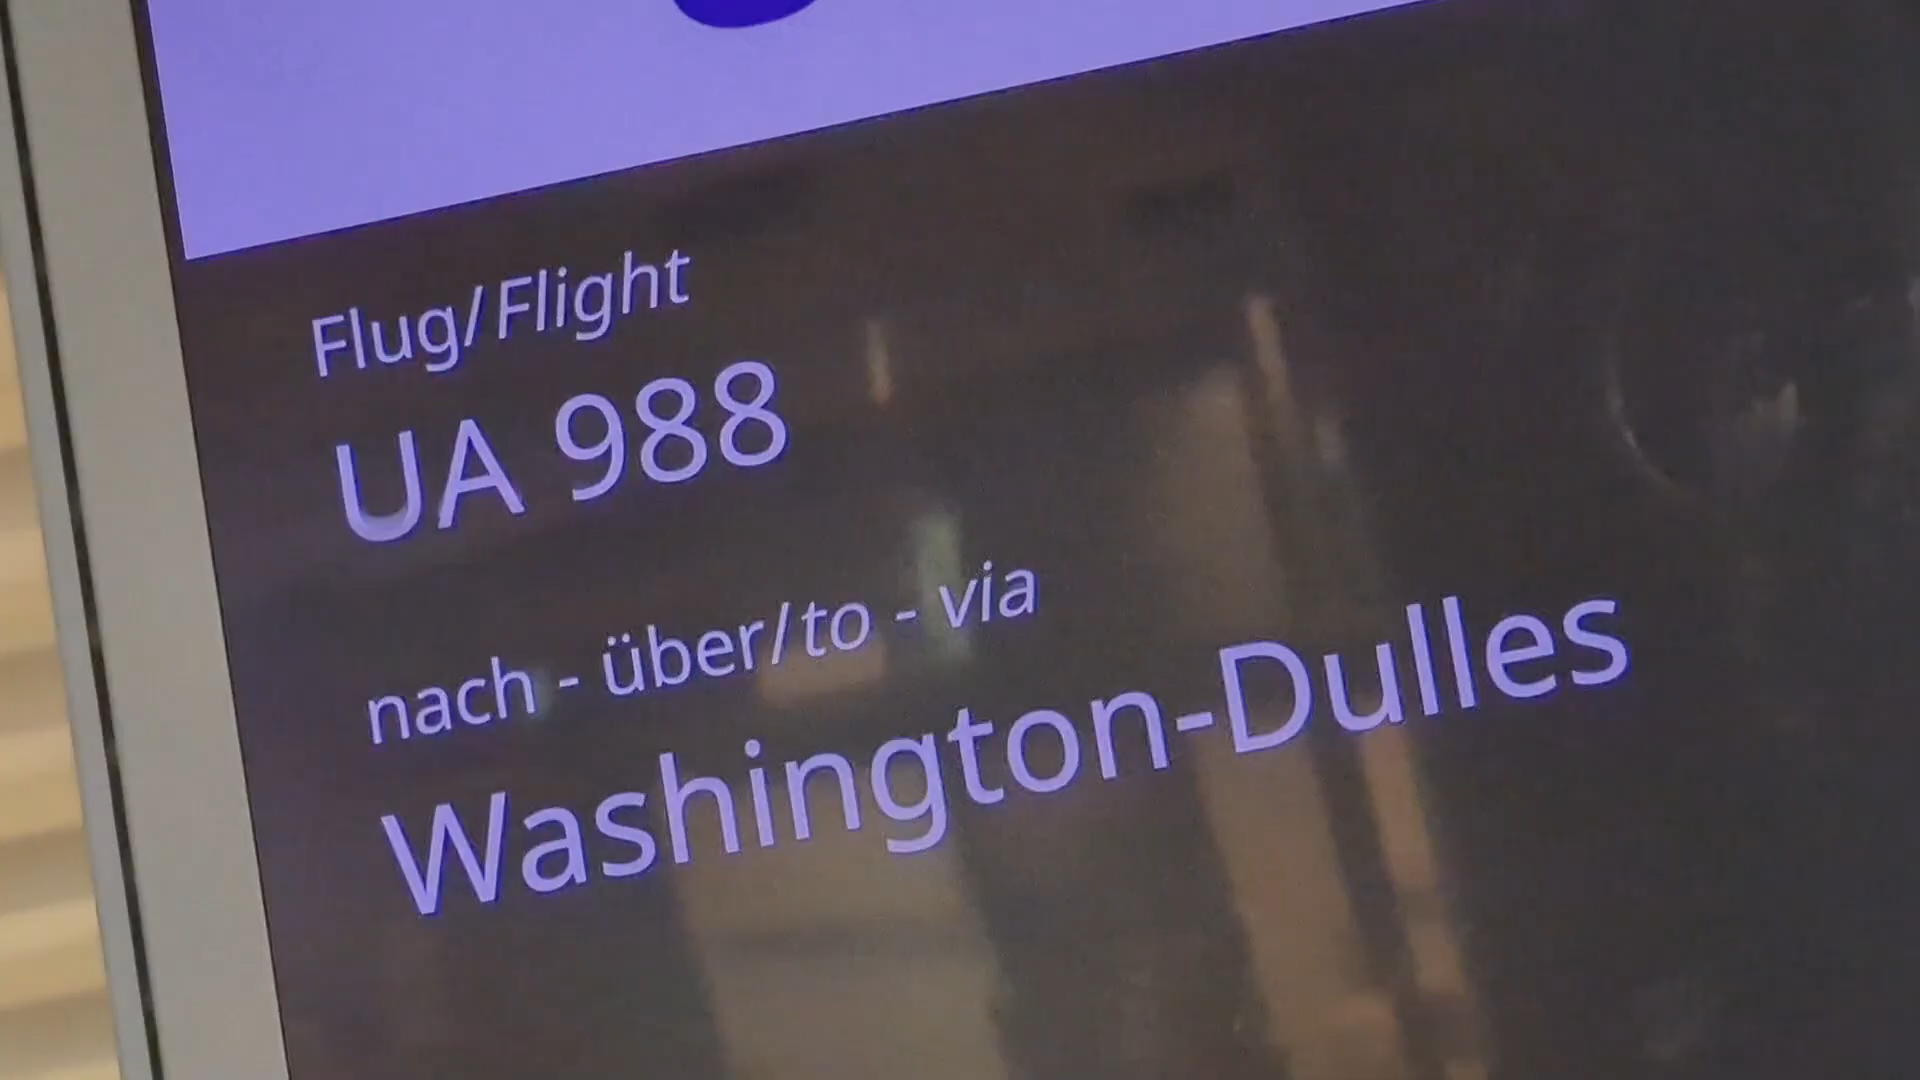 Flug/Flight
UA 988
nach - über/to - via
Washington-Dulles